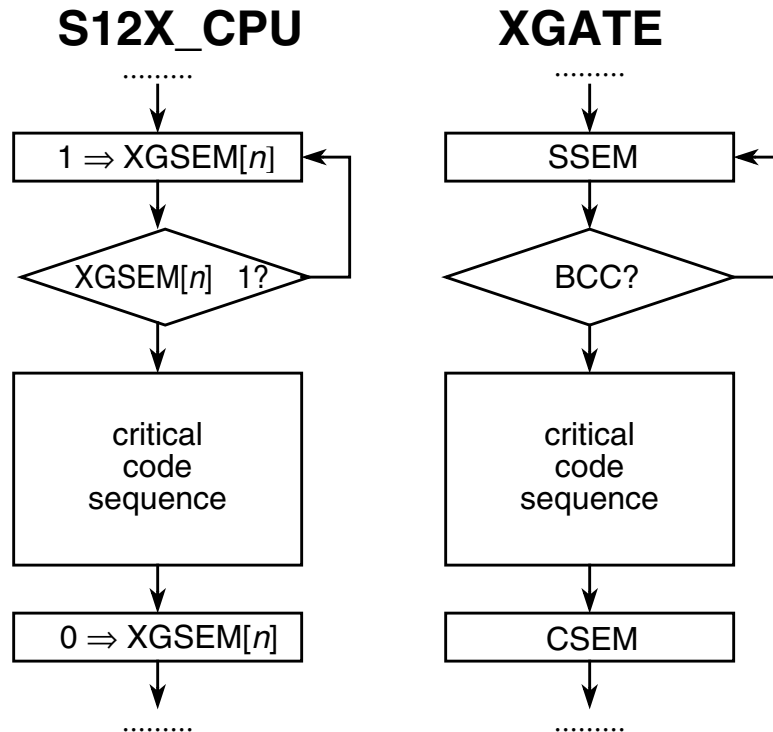 S12X_CPU
.........
1 ⇒ XGSEM[n]
XGSEM[n] 1?
critical
code
sequence
0 ⇒ XGSEM[n]
.........
XGATE
.........
SSEM
BCC?
critical
code
sequence
CSEM
.........